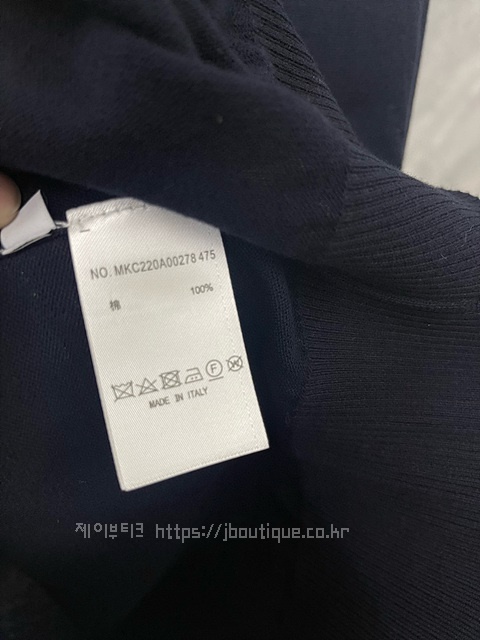 NO. MKC220A00278 475
棉 100%
MADE IN ITALY
제이부티크 https://jboutique.co.kr